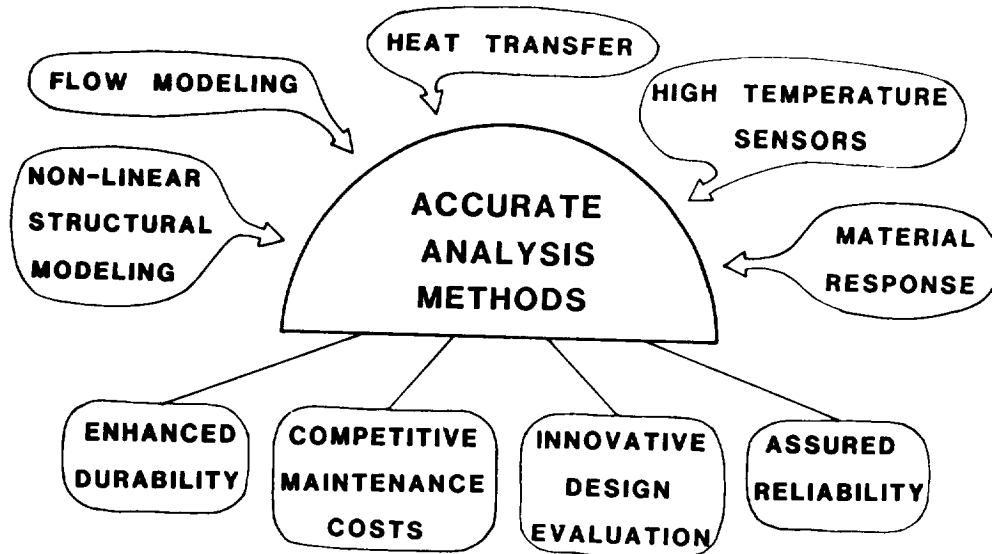 HEAT TRANSFER
FLOW MODELING
HIGH TEMPERATURE
SENSORS
NON-LINEAR
STRUCTURAL
MODELING
ACCURATE
ANALYSIS
METHODS
MATERIAL
RESPONSE
ENHANCED
DURABILITY
COMPETITIVE
MAINTENANCE
COSTS
INNOVATIVE
DESIGN
EVALUATION
ASSURED
RELIABILITY